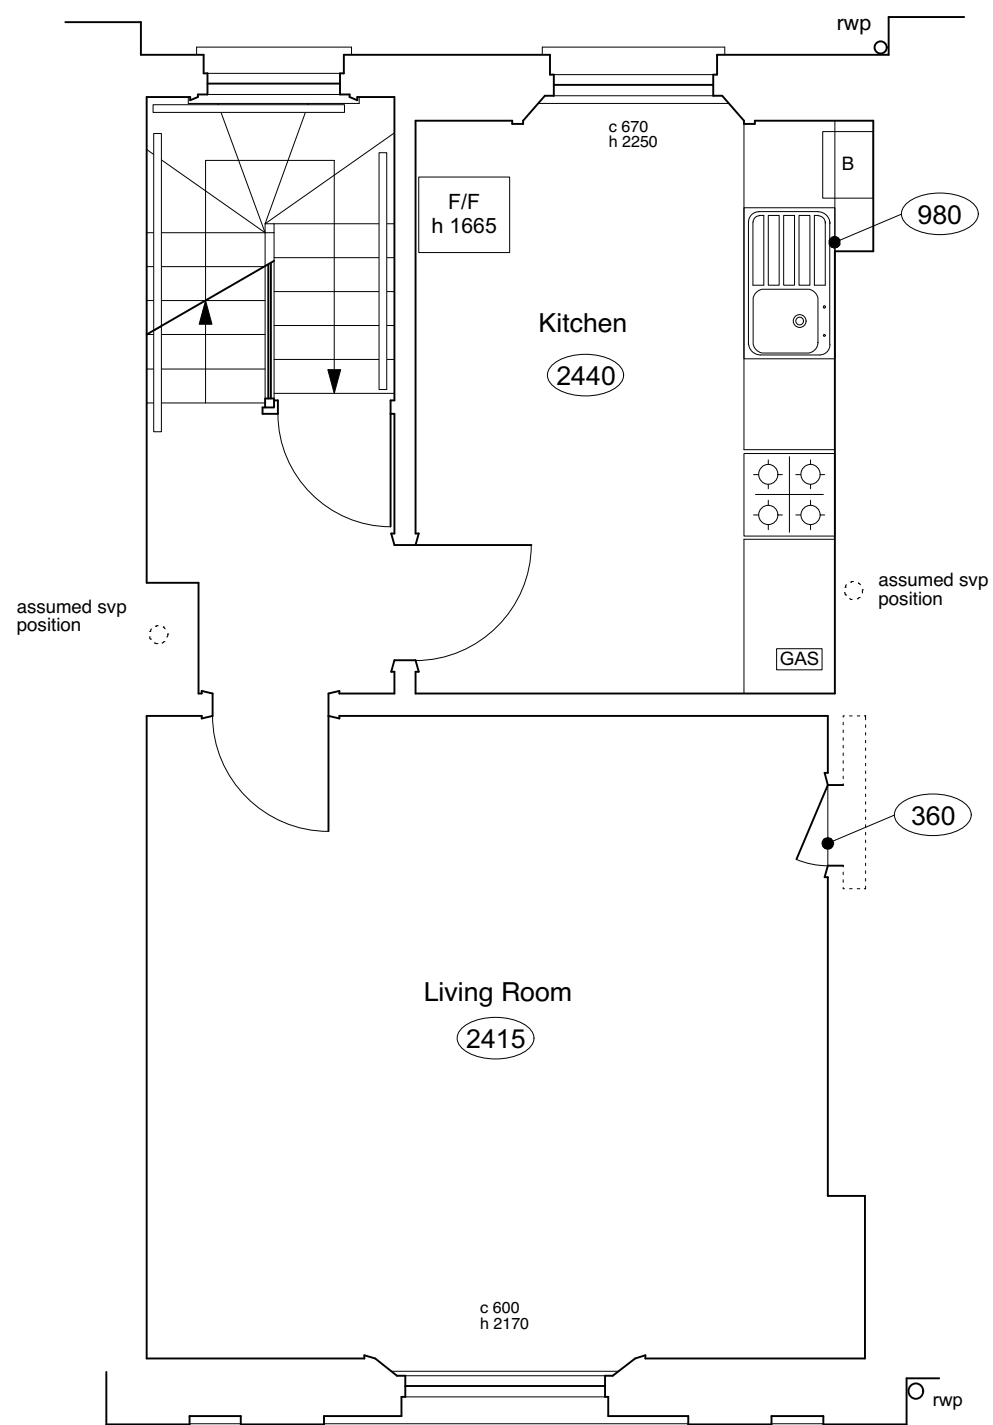 rwp
c 670
h 2250
B
F/F
h 1665
980
Kitchen
2440
assumed svp
position
assumed svp
position
GAS
360
Living Room
2415
c 600
h 2170
rwp